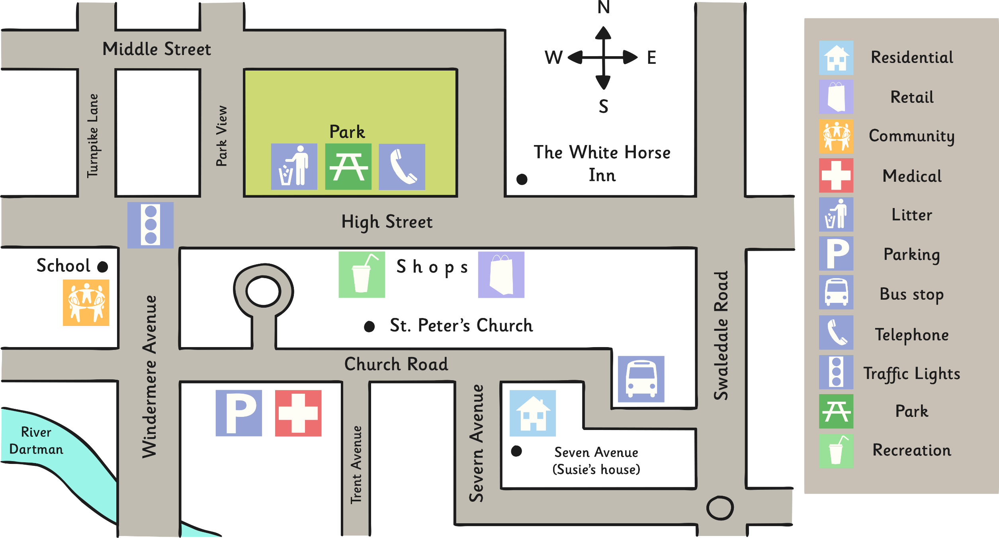 N
W
E
S
Middle Street
Turnpike Lane
Park View
Park
The White Horse
Inn
High Street
School
Shops
St. Peter's Church
Windermere Avenue
Church Road
Swaledale Road
P
River
Dartman
Trent Avenue
Severn Avenue
Seven Avenue
(Susie's house)
Residential
Retail
Community
Medical
Litter
P Parking
Bus stop
Telephone
Traffic Lights
Park
Recreation